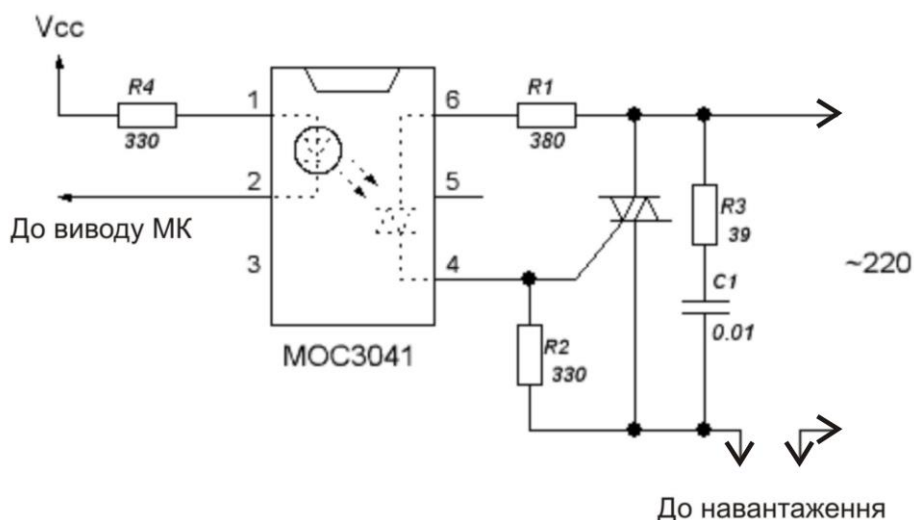 Vcc
R4
330
До виводу МК
1
2
3
6
5
4
MOC3041
R1
380
R2
330
R3
39
C1
0.01
~220
До навантаження